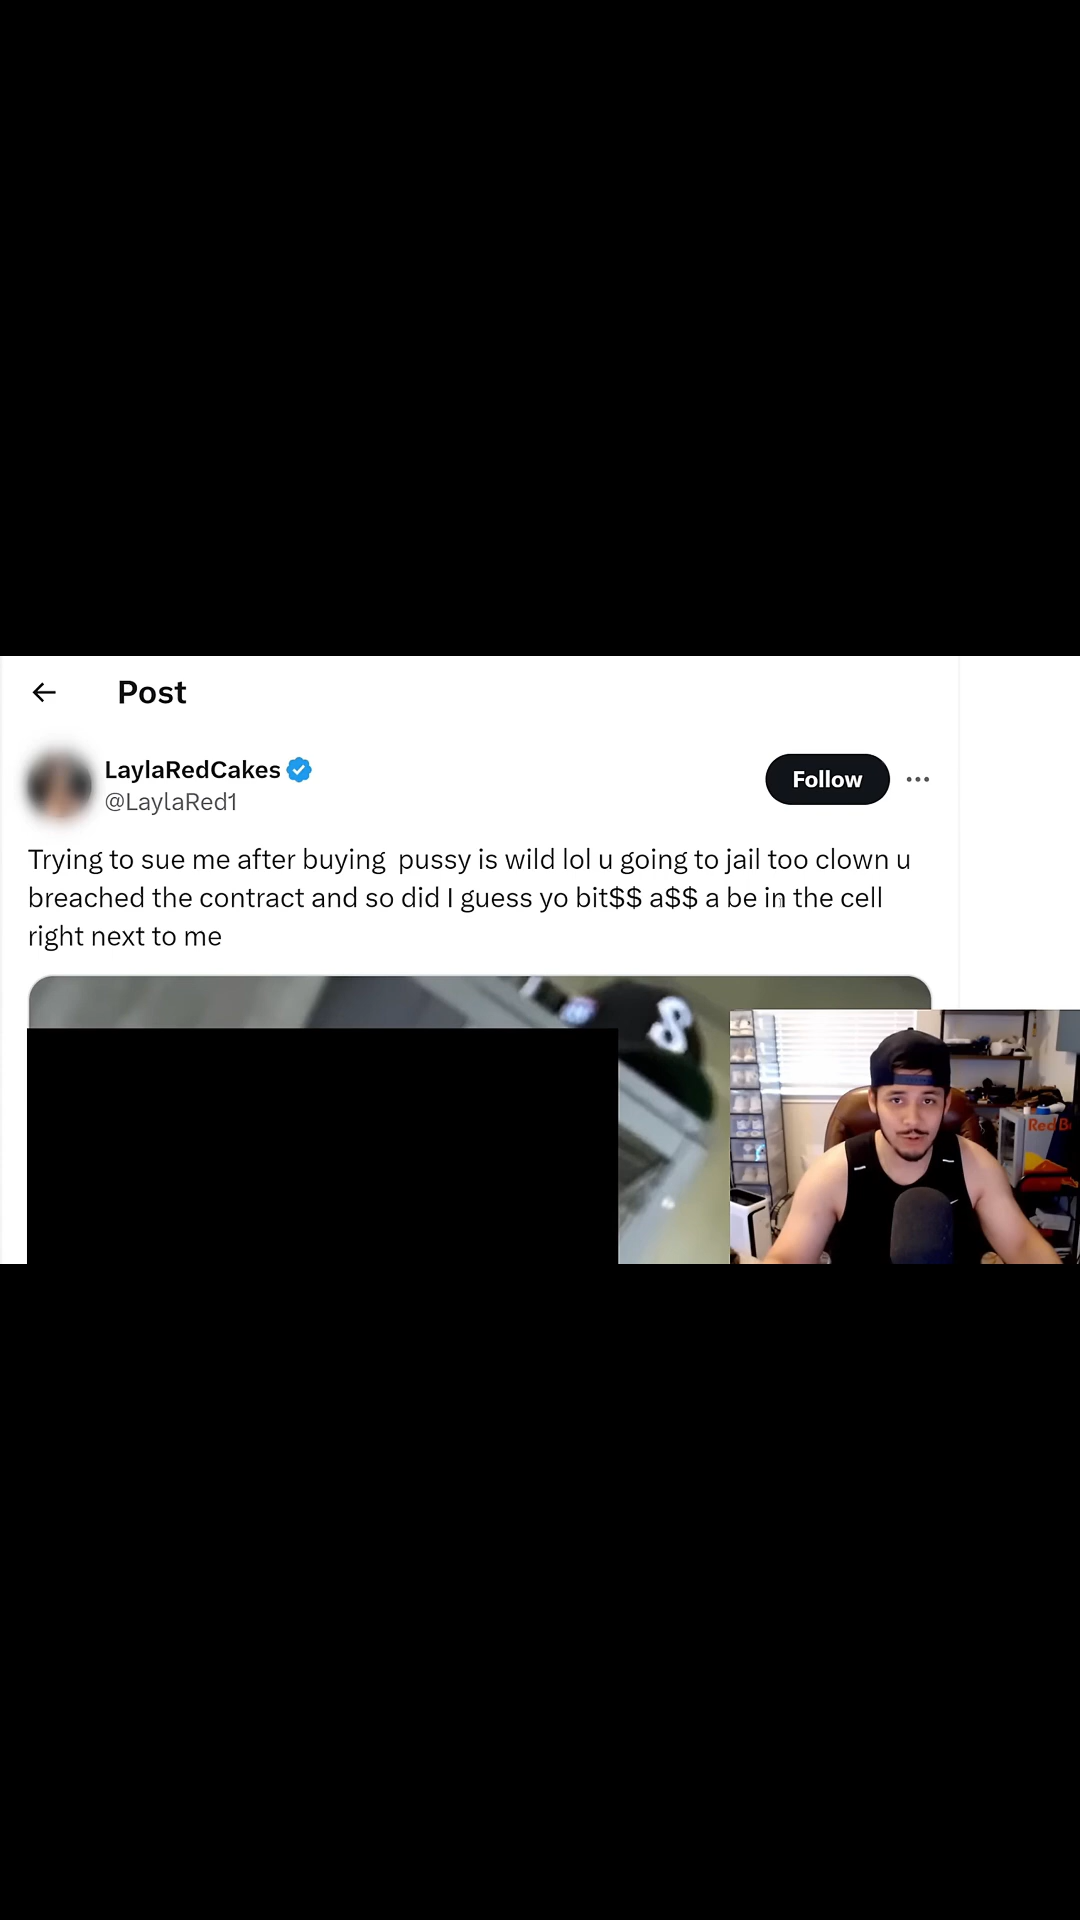 Post
LaylaRedCakes
@LaylaRed1
Follow
Trying to sue me after buying pussy is wild lol u going to jail too clown u
breached the contract and so did I guess yo bit$$ a$$ a be in the cell
right next to me
Red B